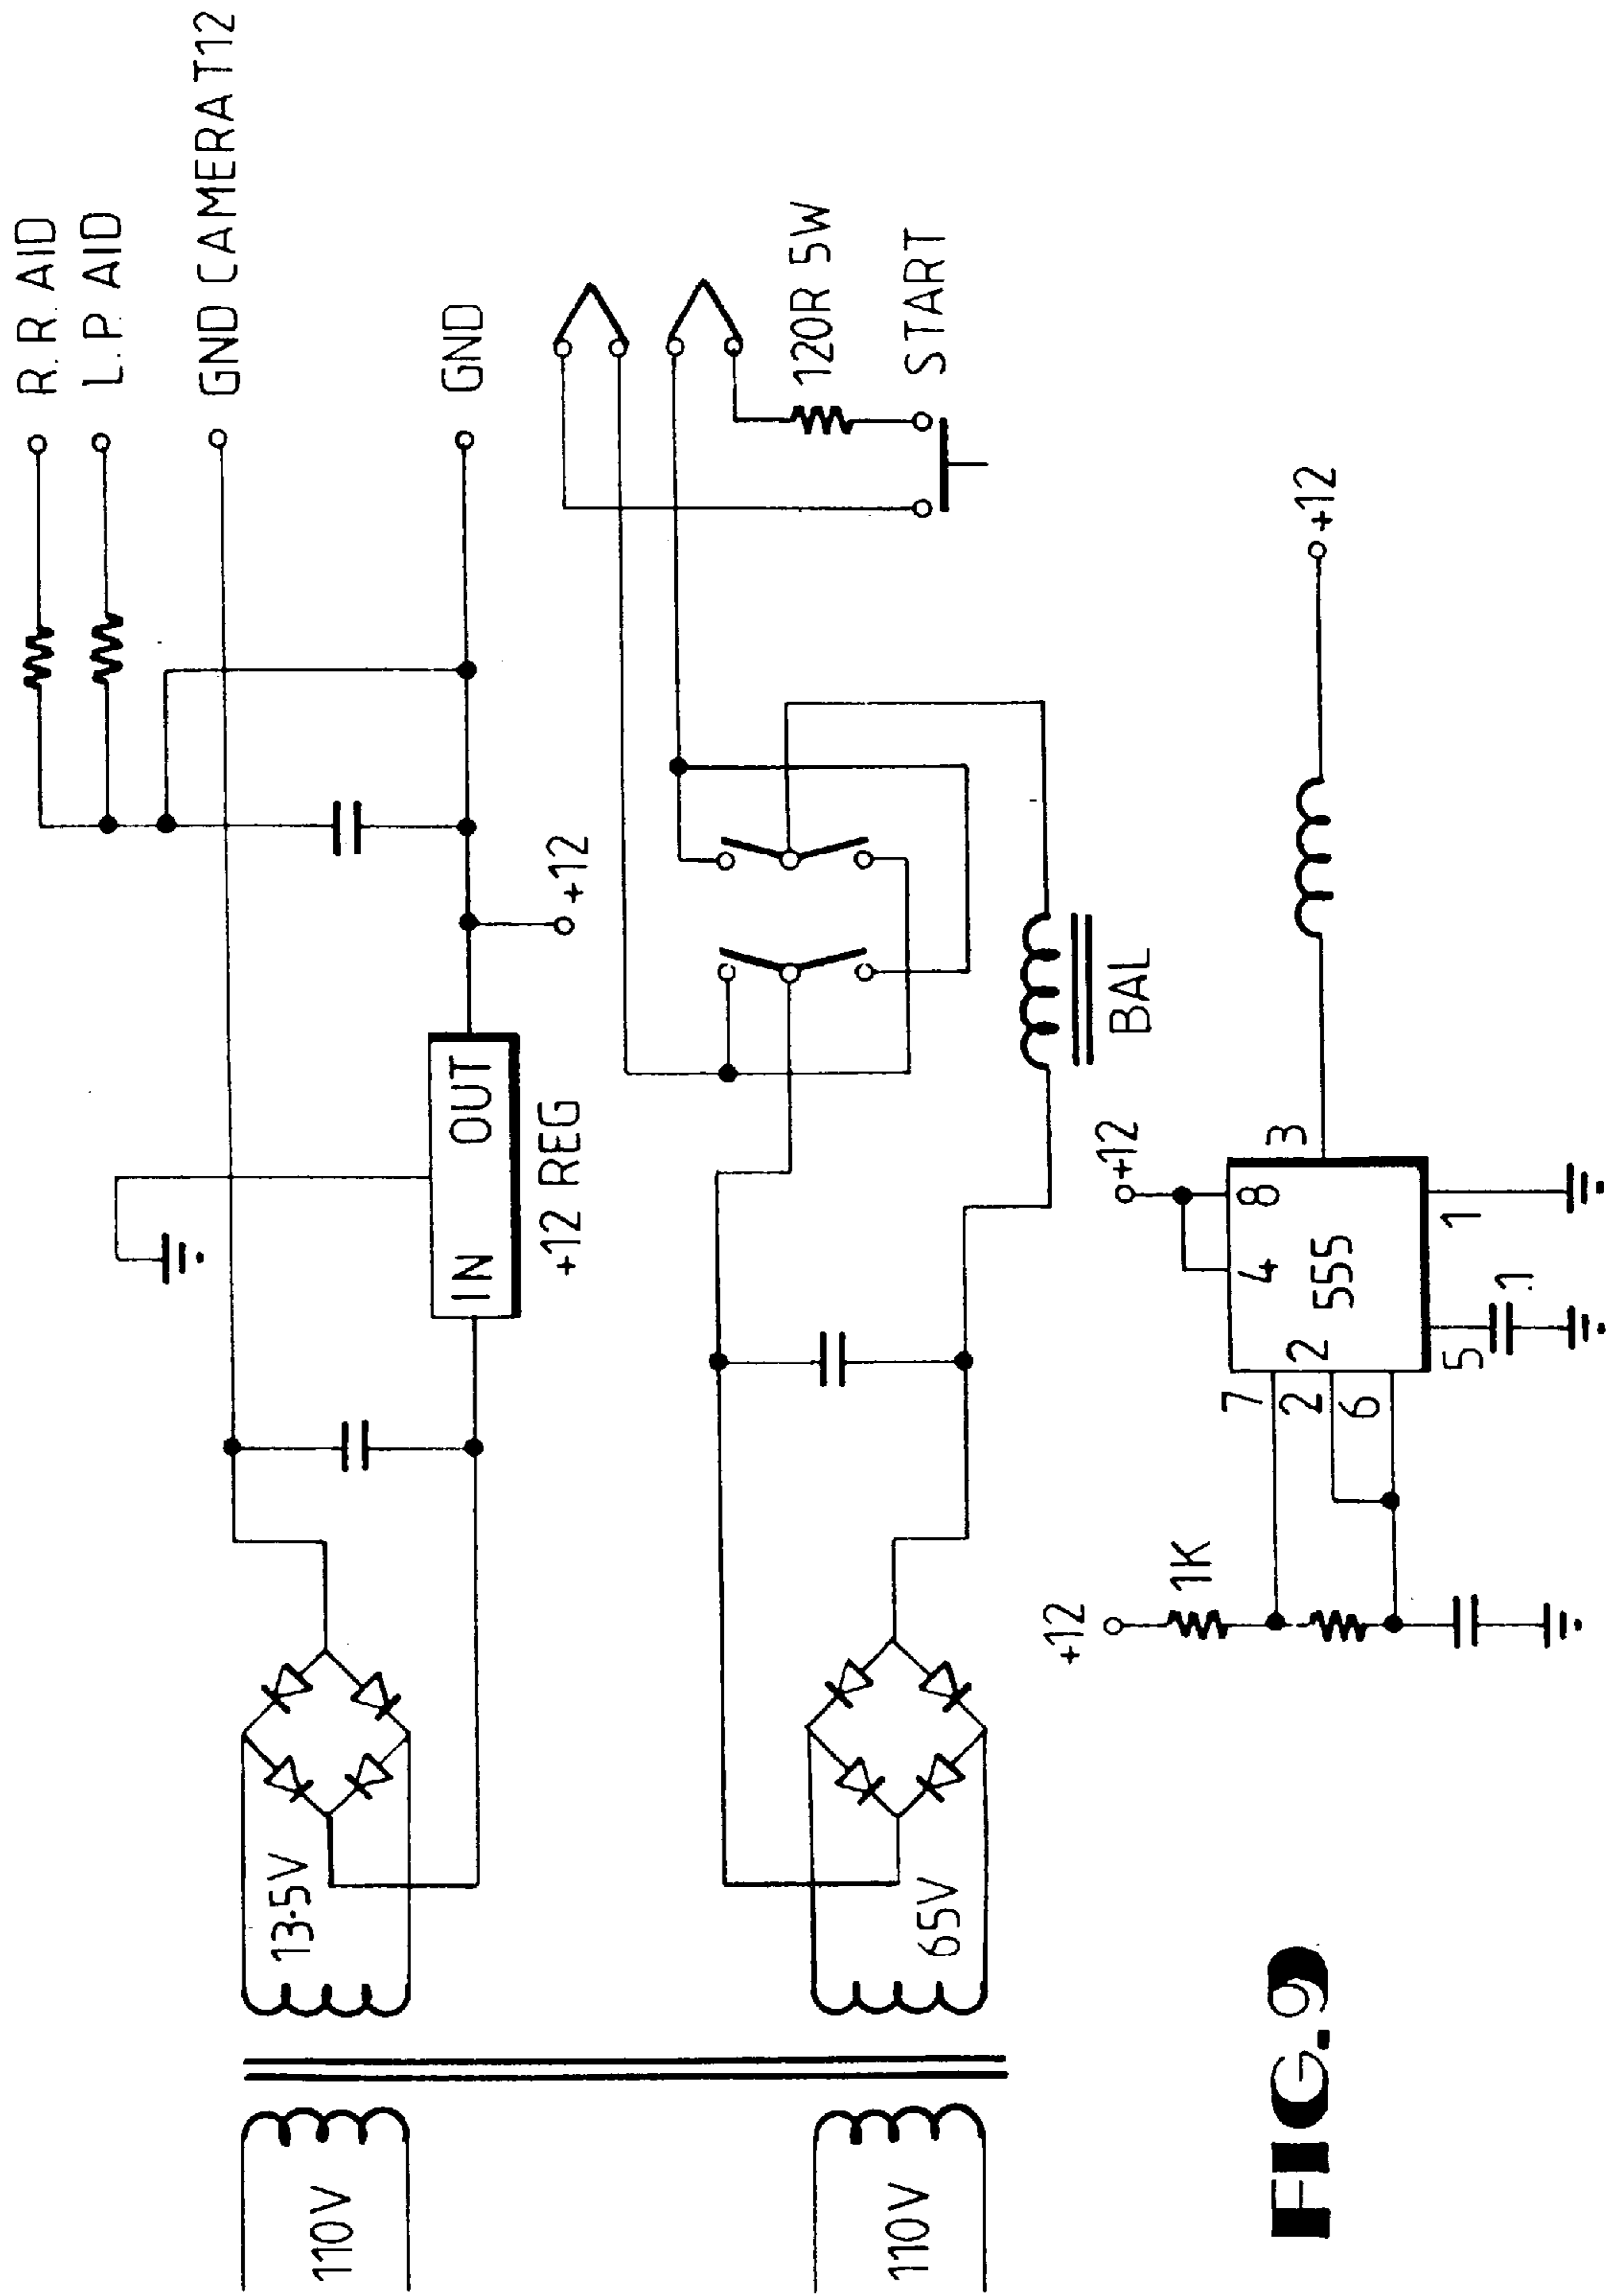 R.R. AID
L.P. AID
GND CAMERA T12
GND
+12
IN OUT
+12 REG
13·5V
110V
120R 5W
START
BAL
65V
110V
+12
1K
+12
7
2
6
2
4
8
555
3
5
.1
1
+12
FIG.9